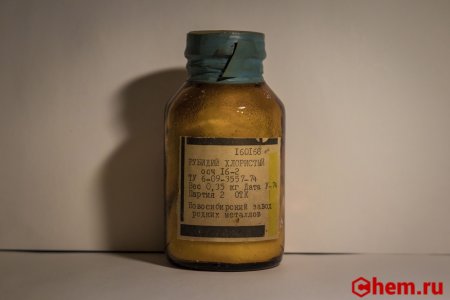 160168
РУБИДИЙ ХЛОРИСТЫЙ
осч 16-2
ТУ 6-09-3557-74
Вес 0,35 кг Дата У-74
Партия 2 ОТК
Новосибирский завод
редких металлов
chem.ru